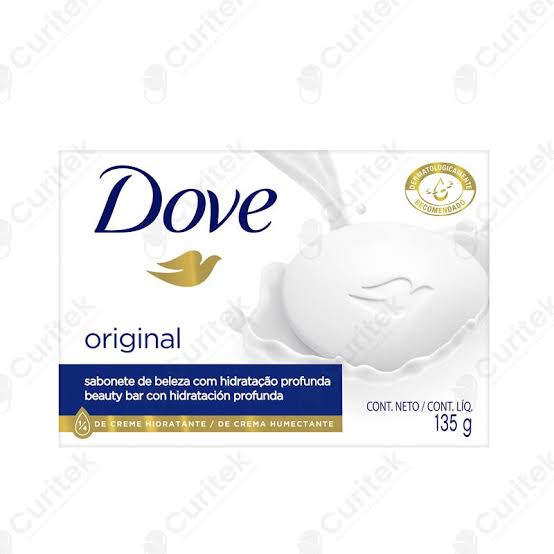 Dove
DERMATOLOGICAMENTE
RECOMENDADO
original
sabonete de beleza com hidratação profunda
beauty bar con hidratación profunda
1/4 DE CREME HIDRATANTE / DE CREMA HUMECTANTE
CONT. NETO / CONT. LÍQ.
135 g
Curitek